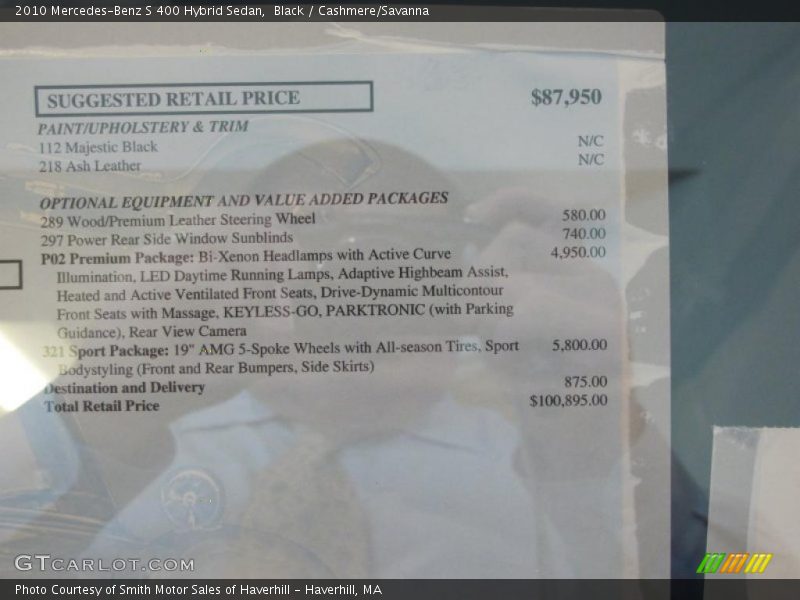 2010 Mercedes-Benz S 400 Hybrid Sedan,  Black / Cashmere/Savanna
SUGGESTED RETAIL PRICE $87,950
PAINT/UPHOLSTERY & TRIM
112 Majestic Black N/C
218 Ash Leather N/C
OPTIONAL EQUIPMENT AND VALUE ADDED PACKAGES
289 Wood/Premium Leather Steering Wheel 580.00
297 Power Rear Side Window Sunblinds 740.00
P02 Premium Package: Bi-Xenon Headlamps with Active Curve 4,950.00
Illumination, LED Daytime Running Lamps, Adaptive Highbeam Assist,
Heated and Active Ventilated Front Seats, Drive-Dynamic Multicontour
Front Seats with Massage, KEYLESS-GO, PARKTRONIC (with Parking
Guidance), Rear View Camera
321 Sport Package: 19" AMG 5-Spoke Wheels with All-season Tires, Sport 5,800.00
Bodystyling (Front and Rear Bumpers, Side Skirts)
Destination and Delivery 875.00
Total Retail Price $100,895.00
GTCARLOT.COM
Photo Courtesy of Smith Motor Sales of Haverhill - Haverhill, MA